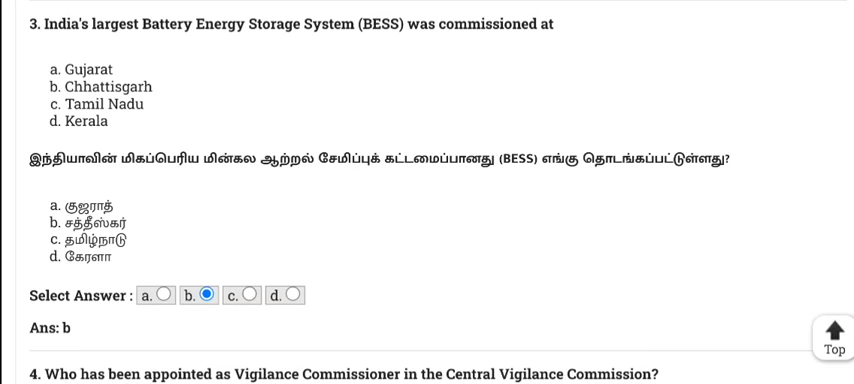 3. India's largest Battery Energy Storage System (BESS) was commissioned at
a. Gujarat
b. Chhattisgarh
c. Tamil Nadu
d. Kerala
இந்தியாவின் மிகப்பெரிய மின்கல ஆற்றல் சேமிப்புக் கட்டமைப்பானது (BESS) எங்கு தொடங்கப்பட்டுள்ளது?
a. குஜராத்
b. சத்தீஸ்கர்
c. தமிழ்நாடு
d. கேரளா
Select Answer : a. b. c. d.
Ans: b
Top
4. Who has been appointed as Vigilance Commissioner in the Central Vigilance Commission?